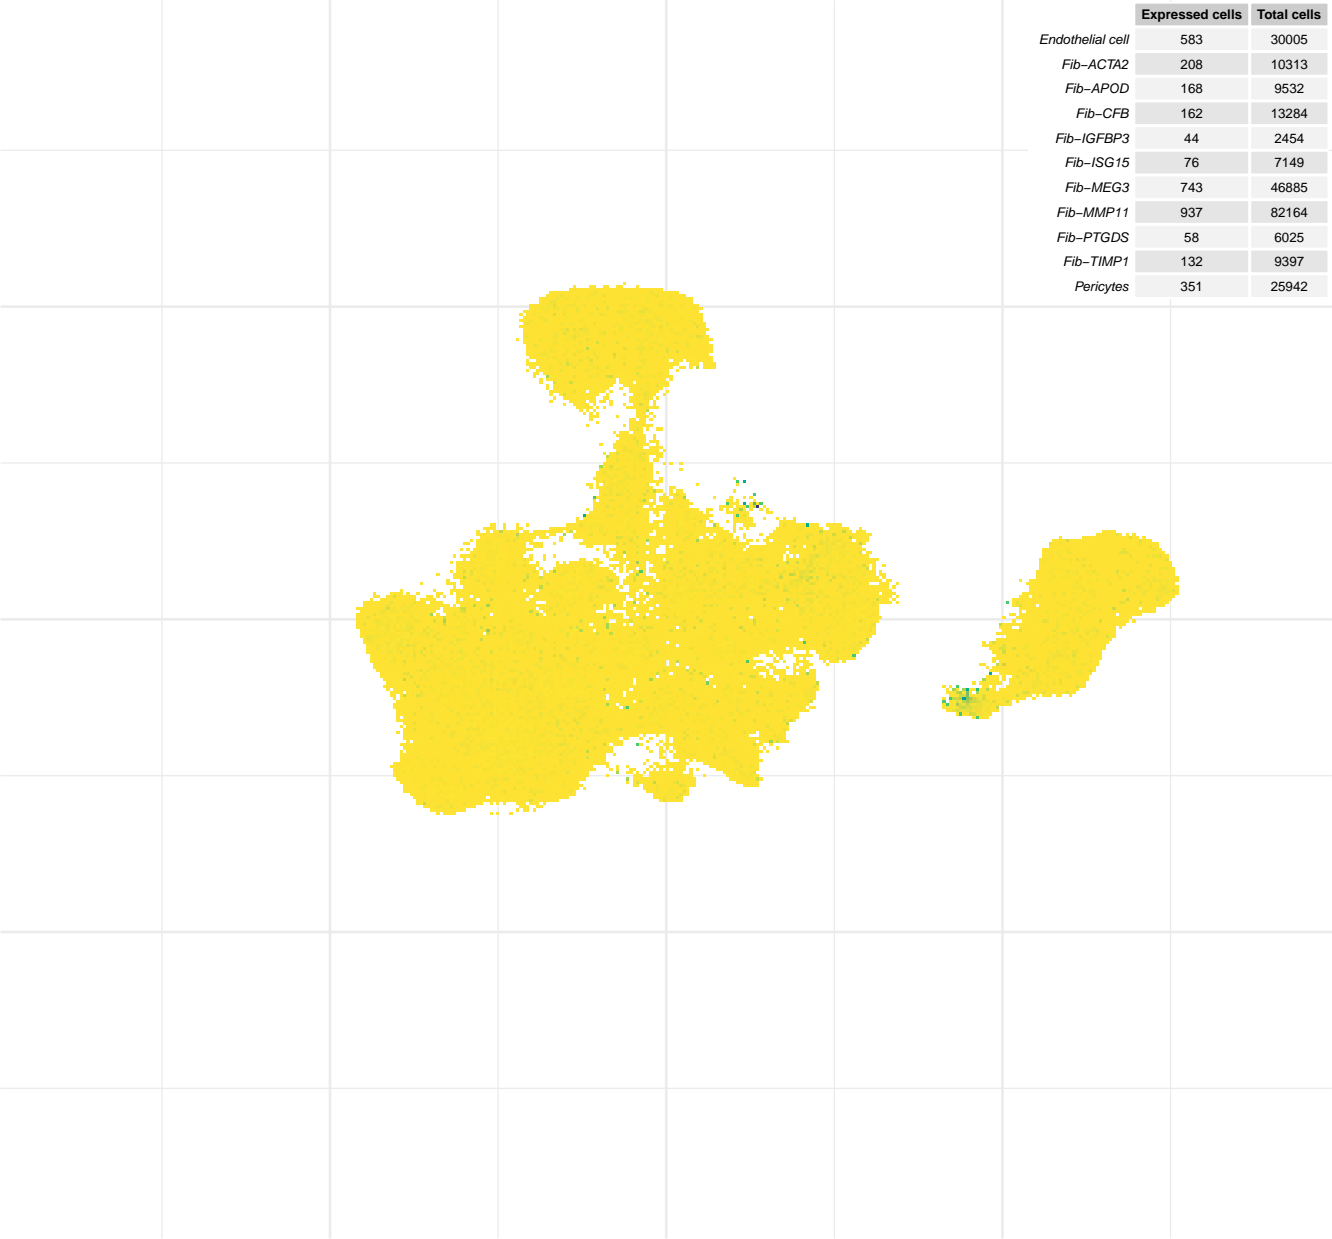 Expressed cells Total cells
Endothelial cell 583 30005
Fib−ACTA2 208 10313
Fib−APOD 168 9532
Fib−CFB 162 13284
Fib−IGFBP3 44 2454
Fib−ISG15 76 7149
Fib−MEG3 743 46885
Fib−MMP11 937 82164
Fib−PTGDS 58 6025
Fib−TIMP1 132 9397
Pericytes 351 25942